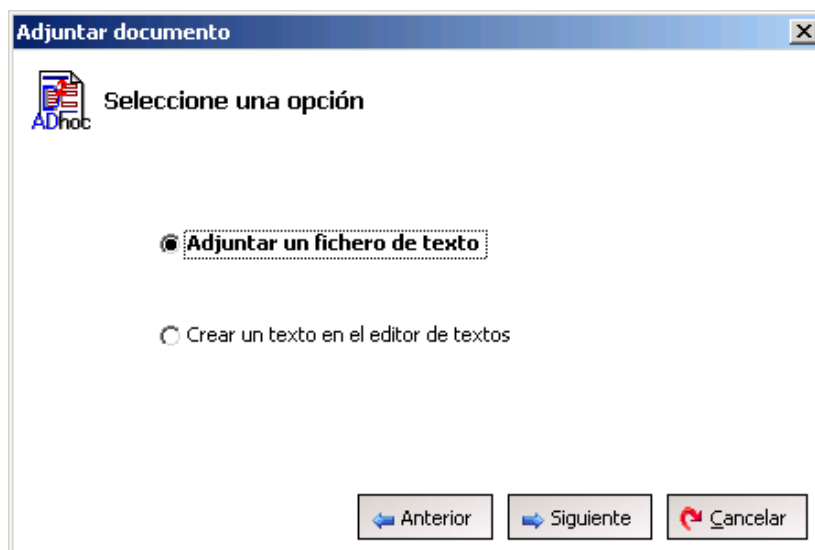 Adjuntar documento
ADhoc
Seleccione una opción
Adjuntar un fichero de texto
Crear un texto en el editor de textos
Anterior
Siguiente
Cancelar